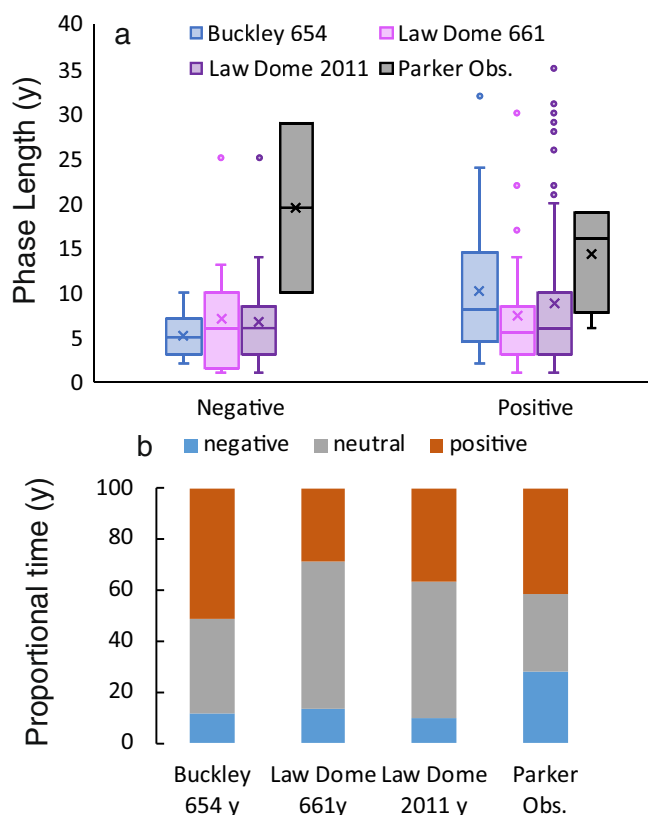 a
Buckley 654
Law Dome 661
Law Dome 2011
Parker Obs.
Phase Length (y)
40
35
30
25
20
15
10
5
0
Negative
Positive
b
negative
neutral
positive
Proportional time (y)
100
80
60
40
20
0
Buckley
654 y
Law Dome
661y
Law Dome
2011 y
Parker
Obs.